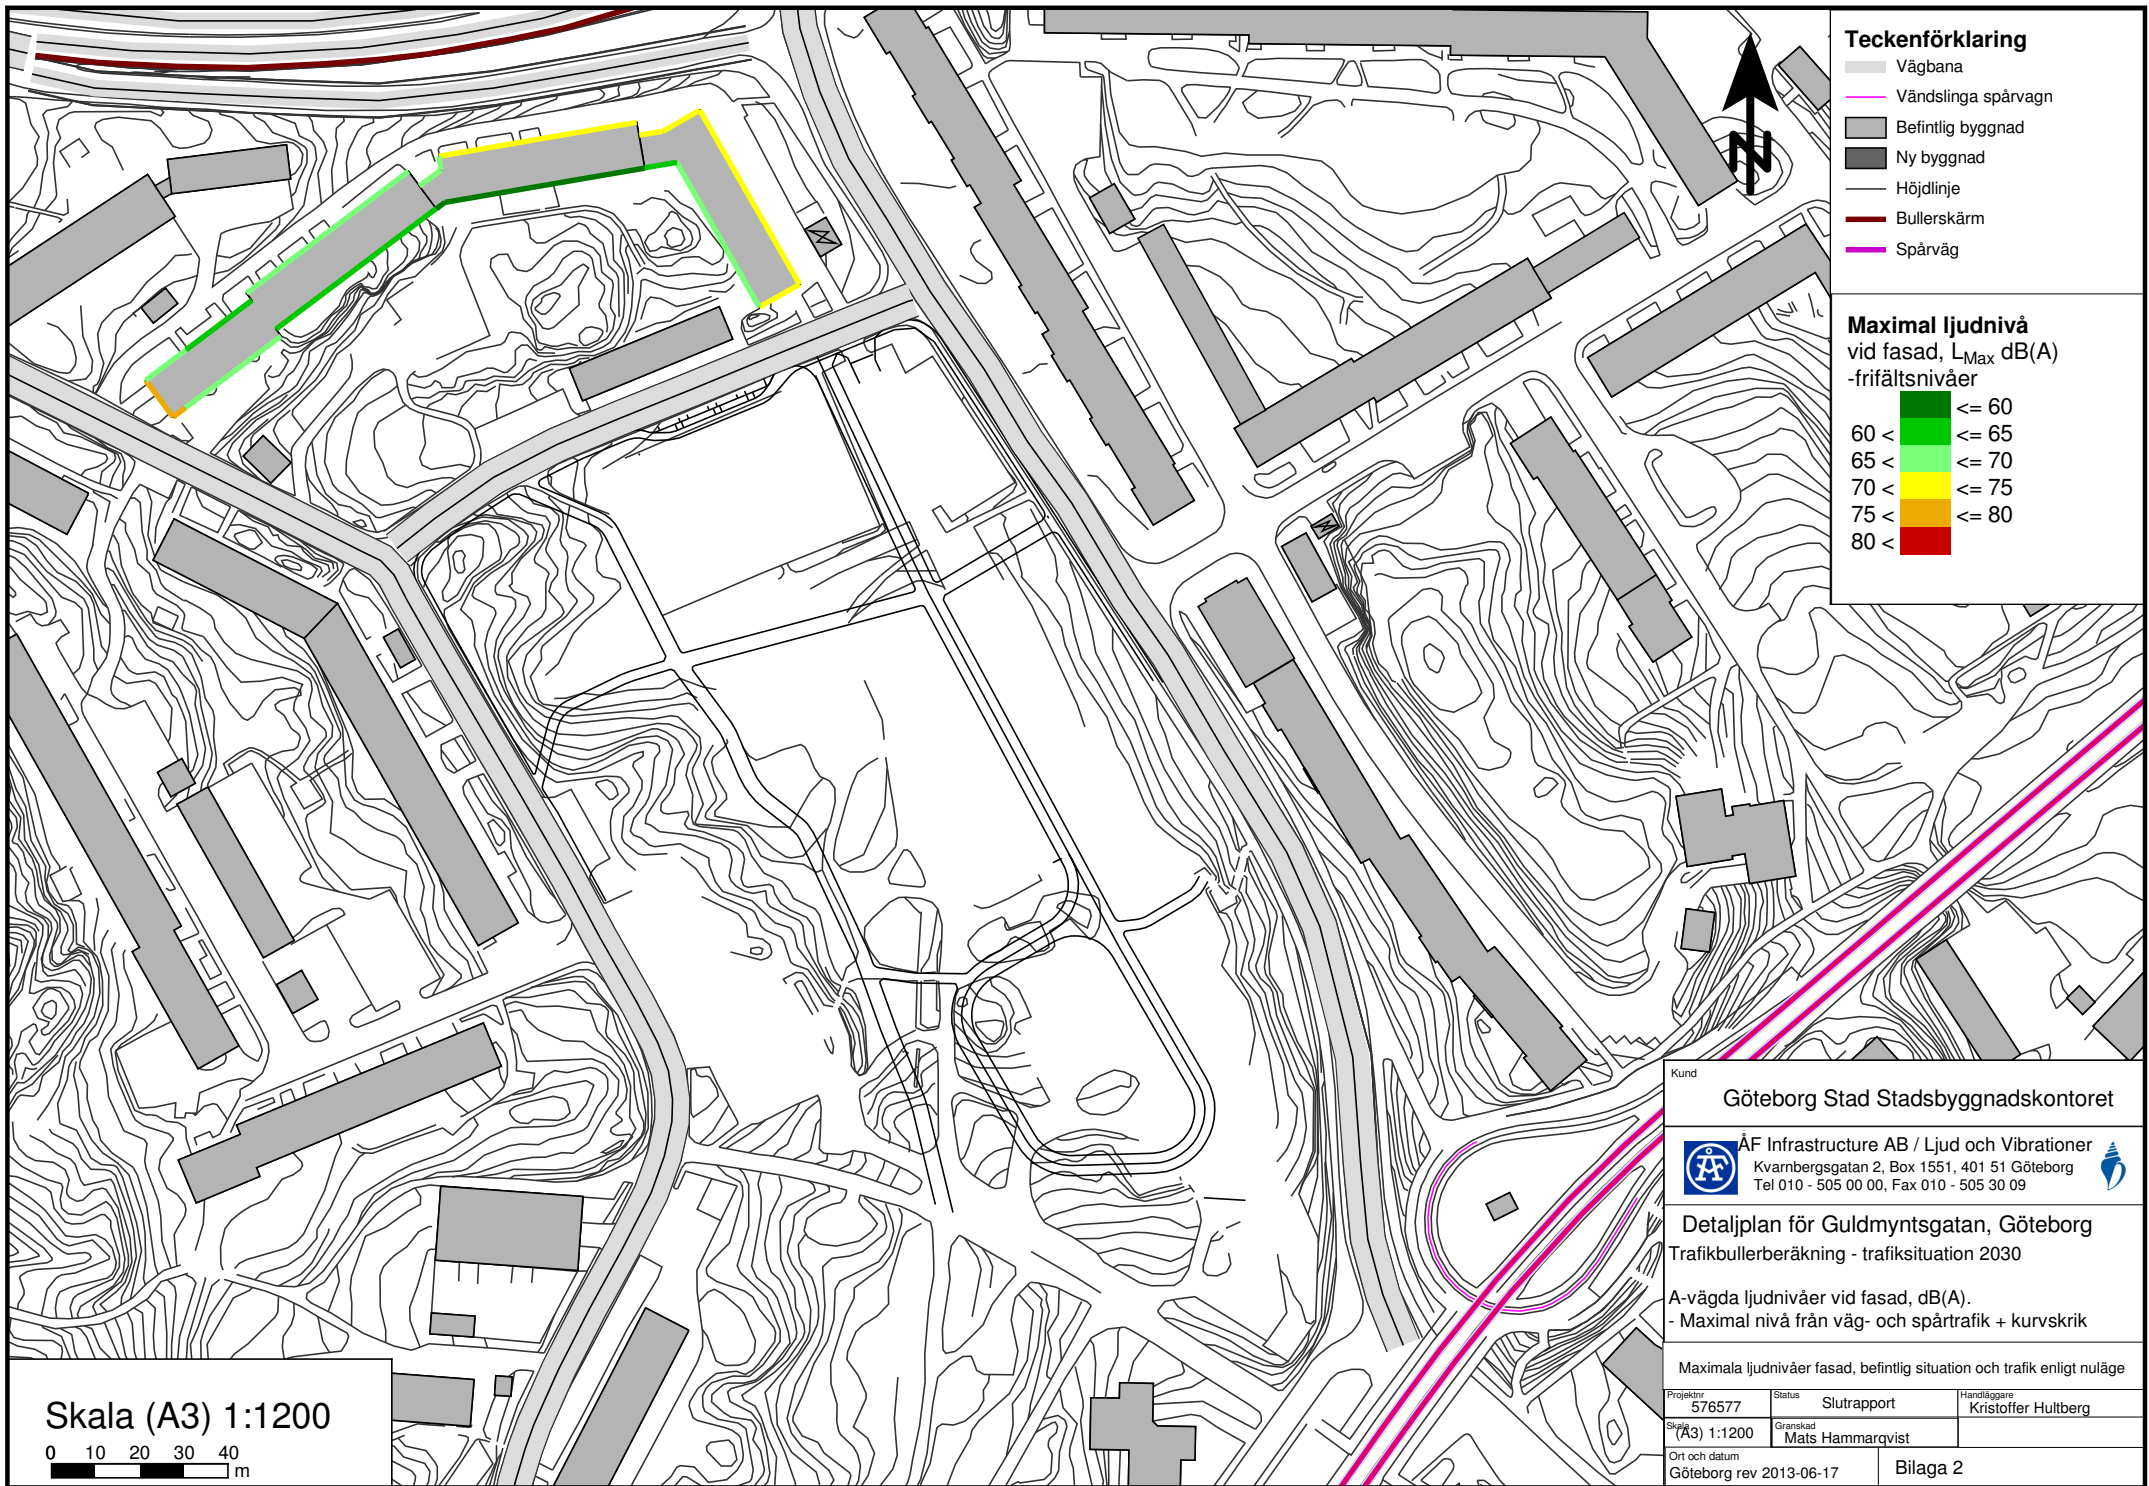 Teckenförklaring
Vägbana
Vändslinga spårvagn
Befintlig byggnad
Ny byggnad
Höjdlinje
Bullerskärm
Spårväg
N
Maximal ljudnivå
vid fasad, LMax dB(A)
-frifältsnivåer
<= 60
60 < <= 65
65 < <= 70
70 < <= 75
75 < <= 80
80 <
Kund
Göteborg Stad Stadsbyggnadskontoret
ÅF
ÅF Infrastructure AB / Ljud och Vibrationer
Kvarnbergsgatan 2, Box 1551, 401 51 Göteborg
Tel 010 - 505 00 00, Fax 010 - 505 30 09
Detaljplan för Guldmyntsgatan, Göteborg
Trafikbullerberäkning - trafiksituation 2030
A-vägda ljudnivåer vid fasad, dB(A).
- Maximal nivå från väg- och spårtrafik + kurvskrik
Maximala ljudnivåer fasad, befintlig situation och trafik enligt nuläge
Projektnr
576577
Status
Slutrapport
Handläggare
Kristoffer Hultberg
Skala
(A3) 1:1200
Granskad
Mats Hammarqvist
Ort och datum
Göteborg rev 2013-06-17
Bilaga 2
Skala (A3) 1:1200
0 10 20 30 40
m